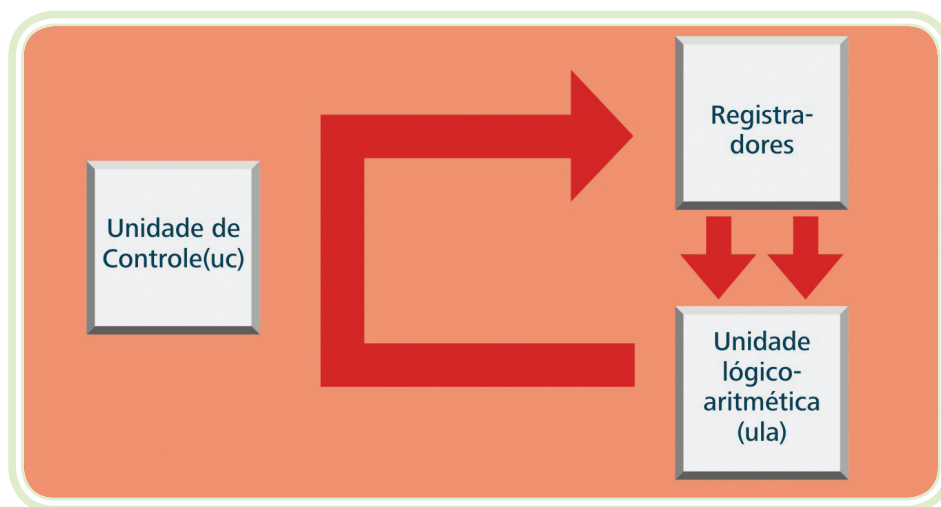 Unidade de
Controle(uc)
Registra-
dores
Unidade
lógico-
aritmética
(ula)